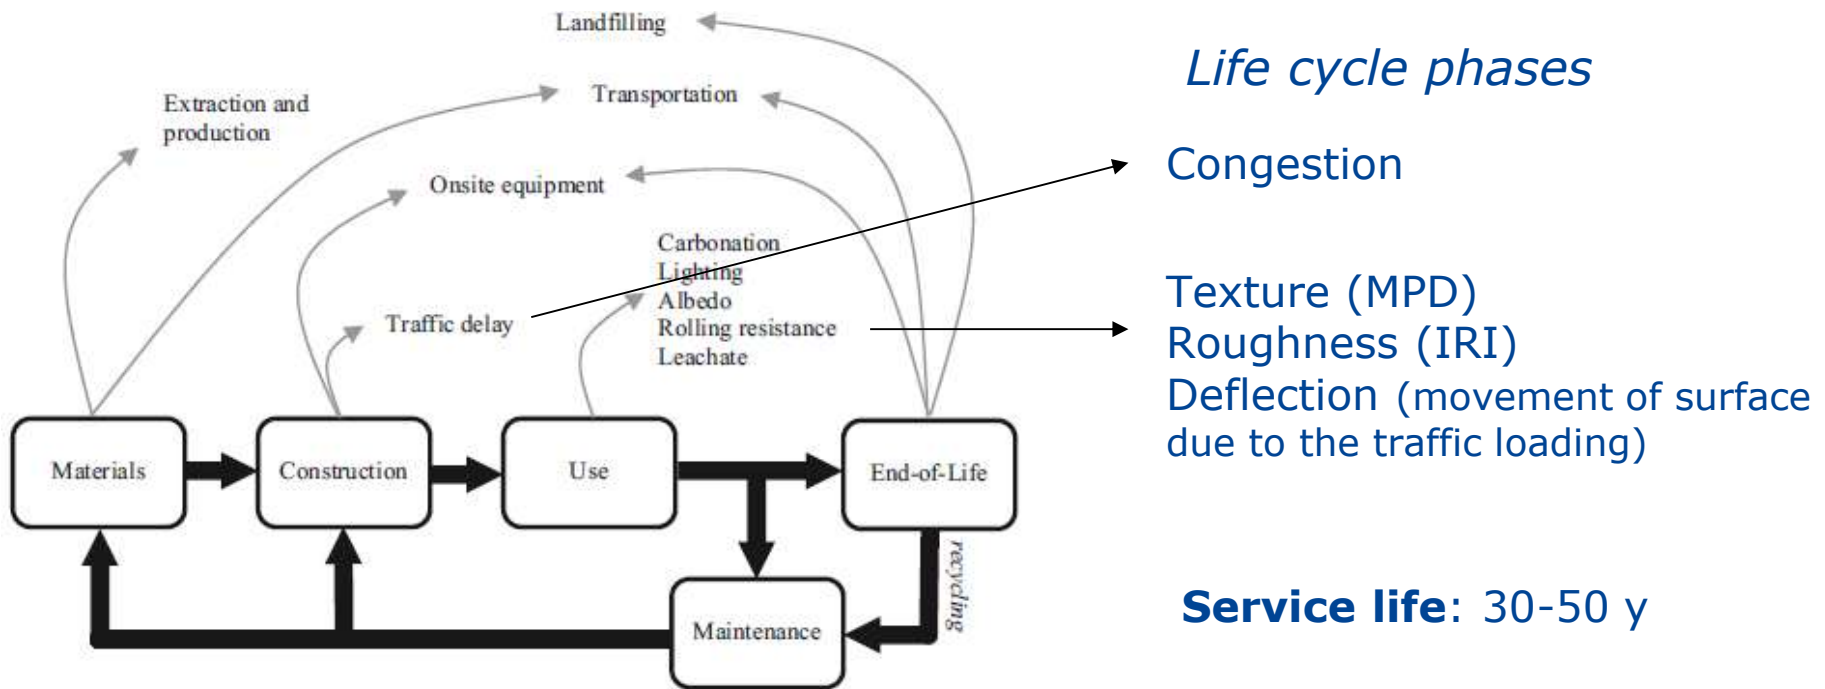 Landfilling
Life cycle phases
Extraction and
production
Transportation
Congestion
Onsite equipment
Carbonation
Lighting
Albedo
Rolling resistance
Leachate
Traffic delay
Texture (MPD)
Roughness (IRI)
Deflection (movement of surface
due to the traffic loading)
Materials
Construction
Use
End-of-Life
recycling
Maintenance
Service life: 30-50 y